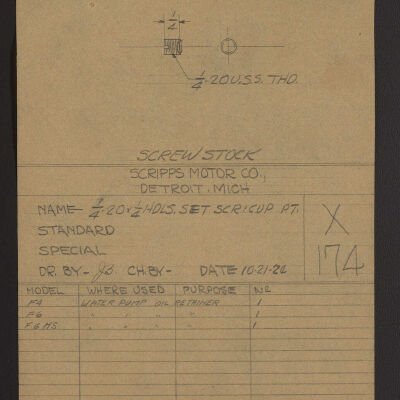 1/2
1/4-20 U.S.S. THD.
SCREW STOCK
SCRIPPS MOTOR CO.,
DETROIT, MICH
NAME- 1/4-20x1/2 HDLS. SET SCR. CUP PT.
STANDARD
SPECIAL
DR. BY- CH.BY- DATE 10-21-
X
174
MODEL WHERE USED PURPOSE NO
F4 WATER PUMP OIL RETAINER 1
F6 " " " " 1
F6 HS " " " " 1